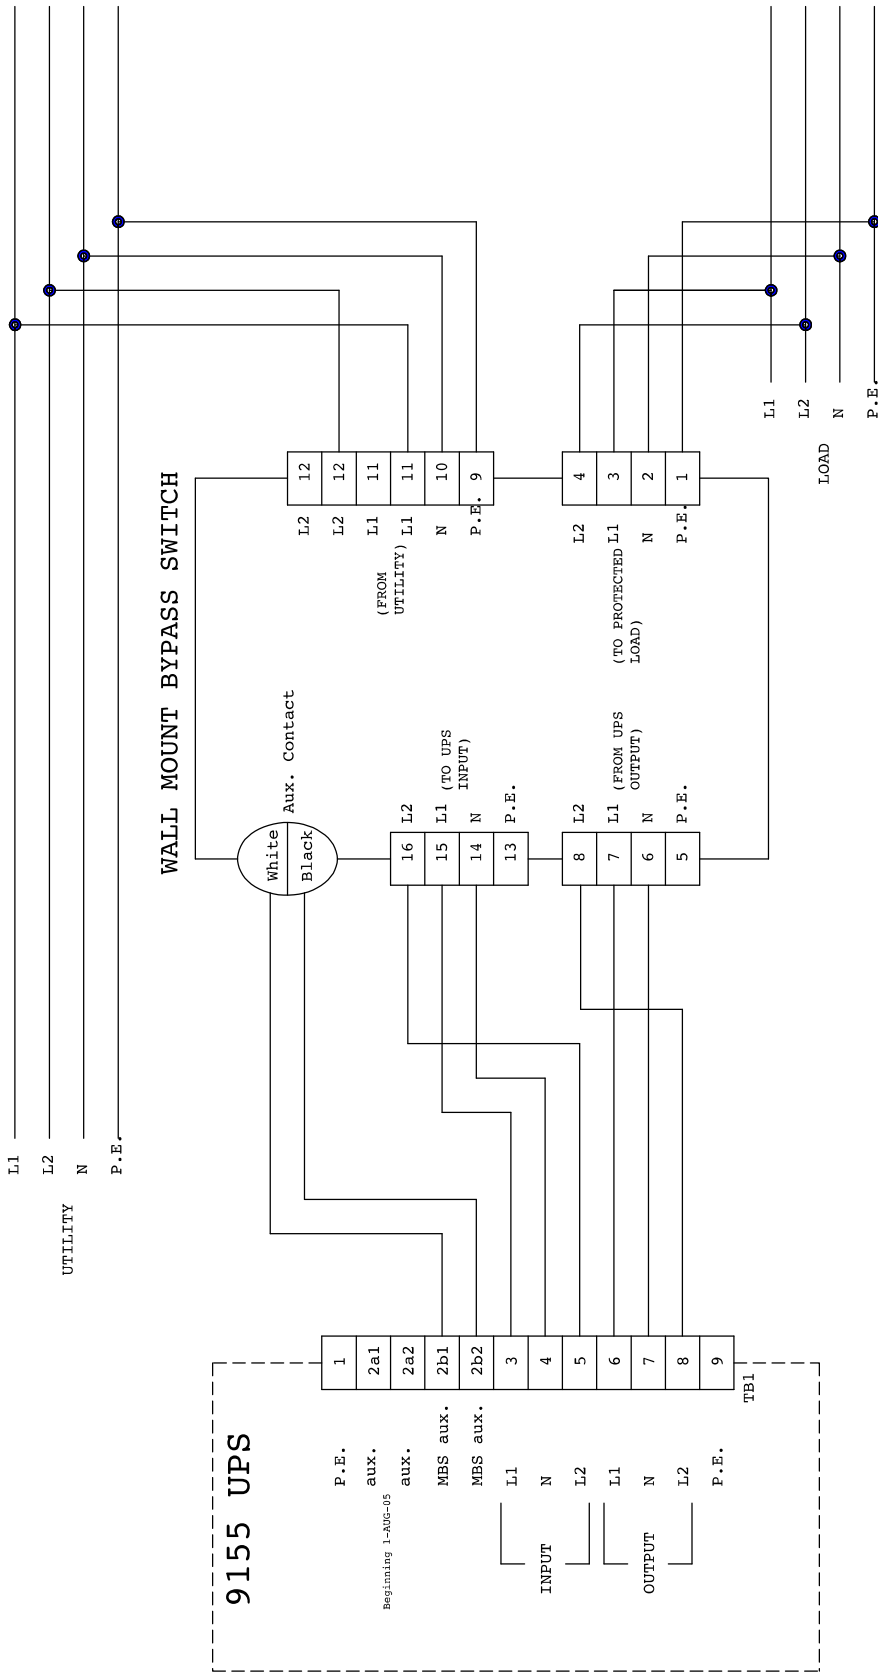 UTILITY
L1
L2
N
P.E.
WALL MOUNT BYPASS SWITCH
White
Black
Aux. Contact
16
15
14
13
L2
L1
N
P.E.
(TO UPS
INPUT)
8
7
6
5
L2
L1
N
P.E.
(FROM UPS
OUTPUT)
(FROM
UTILITY)
L2
L2
L1
L1
N
P.E.
12
12
11
11
10
9
(TO PROTECTED
LOAD)
L2
L1
N
P.E.
4
3
2
1
LOAD
L1
L2
N
P.E.
9155 UPS
Beginning 1-AUG-05
P.E.
aux.
aux.
MBS aux.
MBS aux.
INPUT
L1
N
L2
OUTPUT
L1
N
L2
P.E.
1
2a1
2a2
2b1
2b2
3
4
5
6
7
8
9
TB1